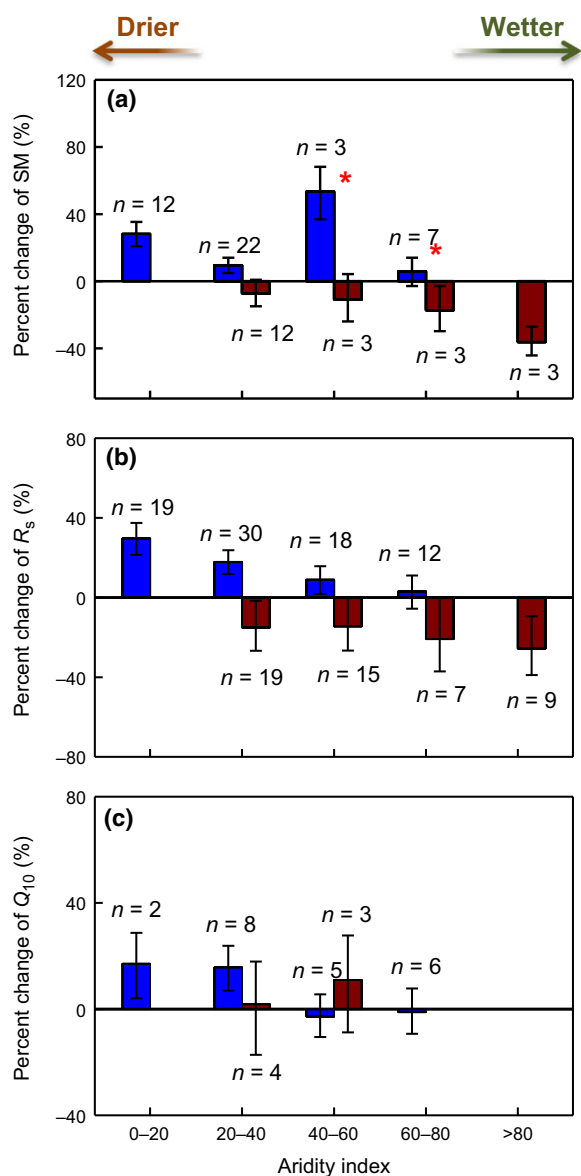 Drier Wetter
120
(a)
n = 3
*
80
n = 12
n = 7
*
40
n = 22
0
n = 12
n = 3
n = 3
n = 3
–40
Percent change of SM (%)
80
(b)
n = 19
n = 30
n = 18
n = 12
40
0
n = 19
n = 15
n = 7
n = 9
–40
–80
Percent change of Rs (%)
80
(c)
n = 2
n = 8
n = 3
n = 5
n = 6
40
0
n = 4
–40
Percent change of Q10 (%)
0–20 20–40 40–60 60–80 >80
Aridity index